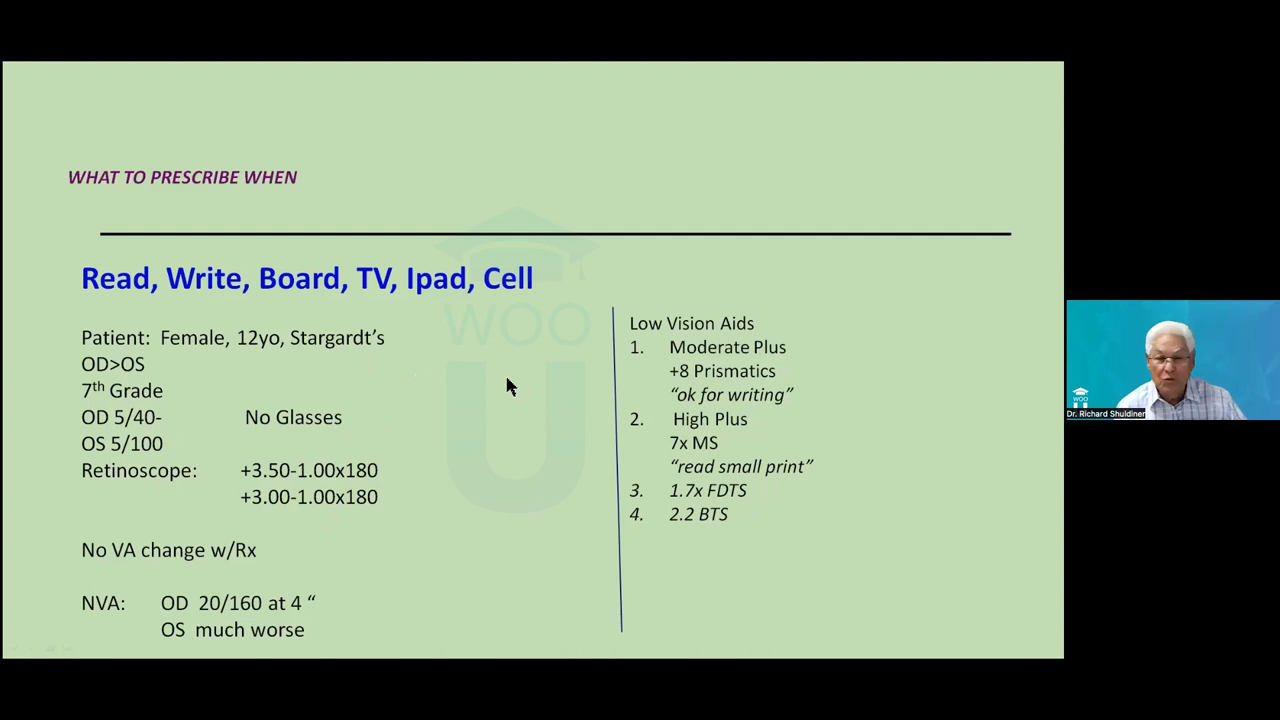 WHAT TO PRESCRIBE WHEN
Read, Write, Board, TV, Ipad, Cell
Patient: Female, 12yo, Stargardt's
OD>OS
7th Grade
OD 5/40- No Glasses
OS 5/100
Retinoscope: +3.50-1.00x180
+3.00-1.00x180
No VA change w/Rx
NVA: OD 20/160 at 4 “
OS much worse
Low Vision Aids
1. Moderate Plus
+8 Prismatics
“ok for writing”
2. High Plus
7x MS
“read small print”
3. 1.7x FDTS
4. 2.2 BTS
WOO
U
WOO
U
Dr. Richard Shuldiner